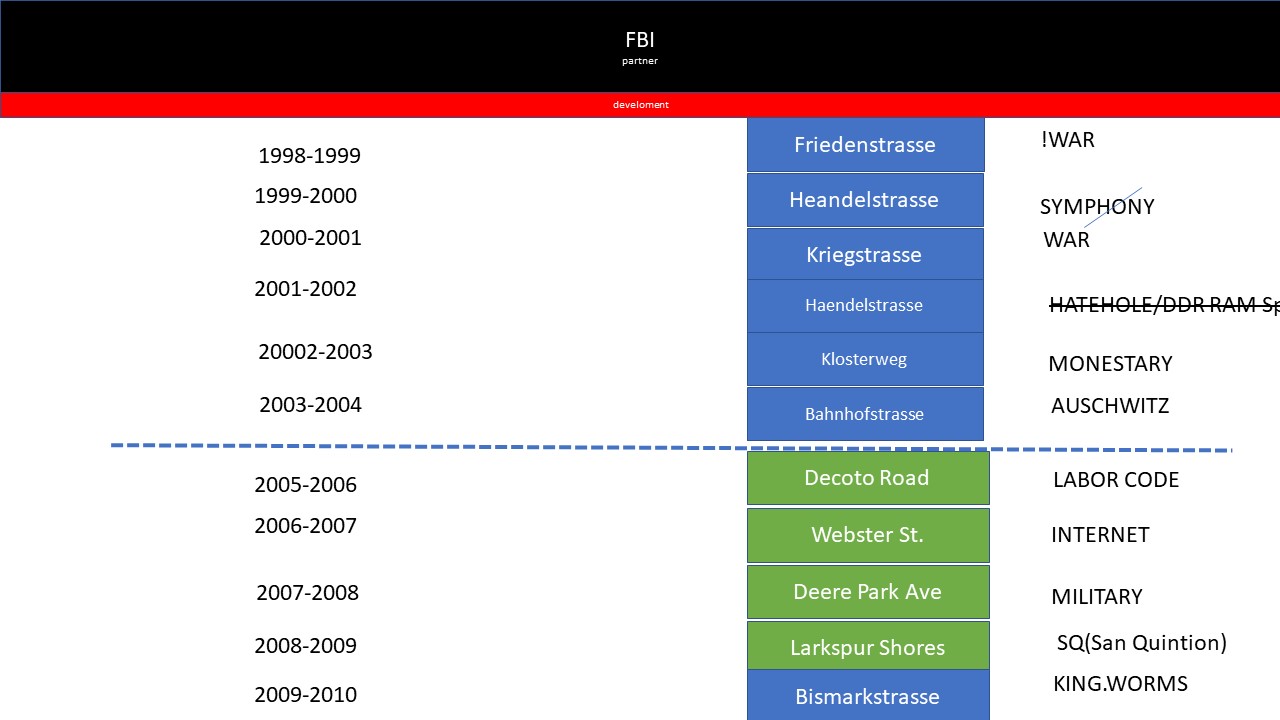 FBI
partner
develoment
1998-1999 Friedenstrasse !WAR
1999-2000 Heandelstrasse SYMPHONY
2000-2001 Kriegstrasse WAR
2001-2002 Haendelstrasse HATEHOLE/DDR RAM Sp
20002-2003 Klosterweg MONESTARY
2003-2004 Bahnhofstrasse AUSCHWITZ
2005-2006 Decoto Road LABOR CODE
2006-2007 Webster St. INTERNET
2007-2008 Deere Park Ave MILITARY
2008-2009 Larkspur Shores SQ(San Quintion)
2009-2010 Bismarkstrasse KING.WORMS